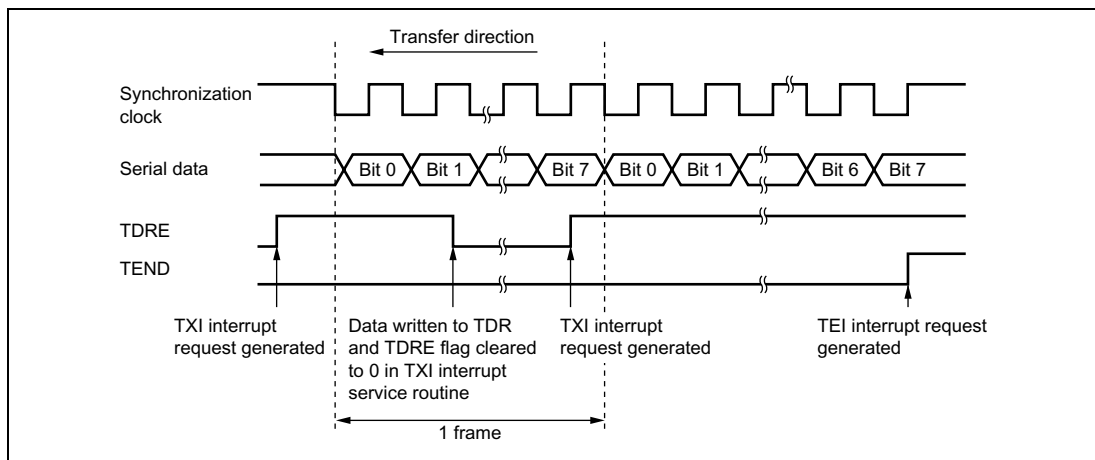 Transfer direction
Synchronization
clock
Serial data
Bit 0
Bit 1
Bit 7
Bit 0
Bit 1
Bit 6
Bit 7
TDRE
TEND
TXI interrupt
request generated
Data written to TDR
and TDRE flag cleared
to 0 in TXI interrupt
service routine
TXI interrupt
request generated
TEI interrupt request
generated
1 frame